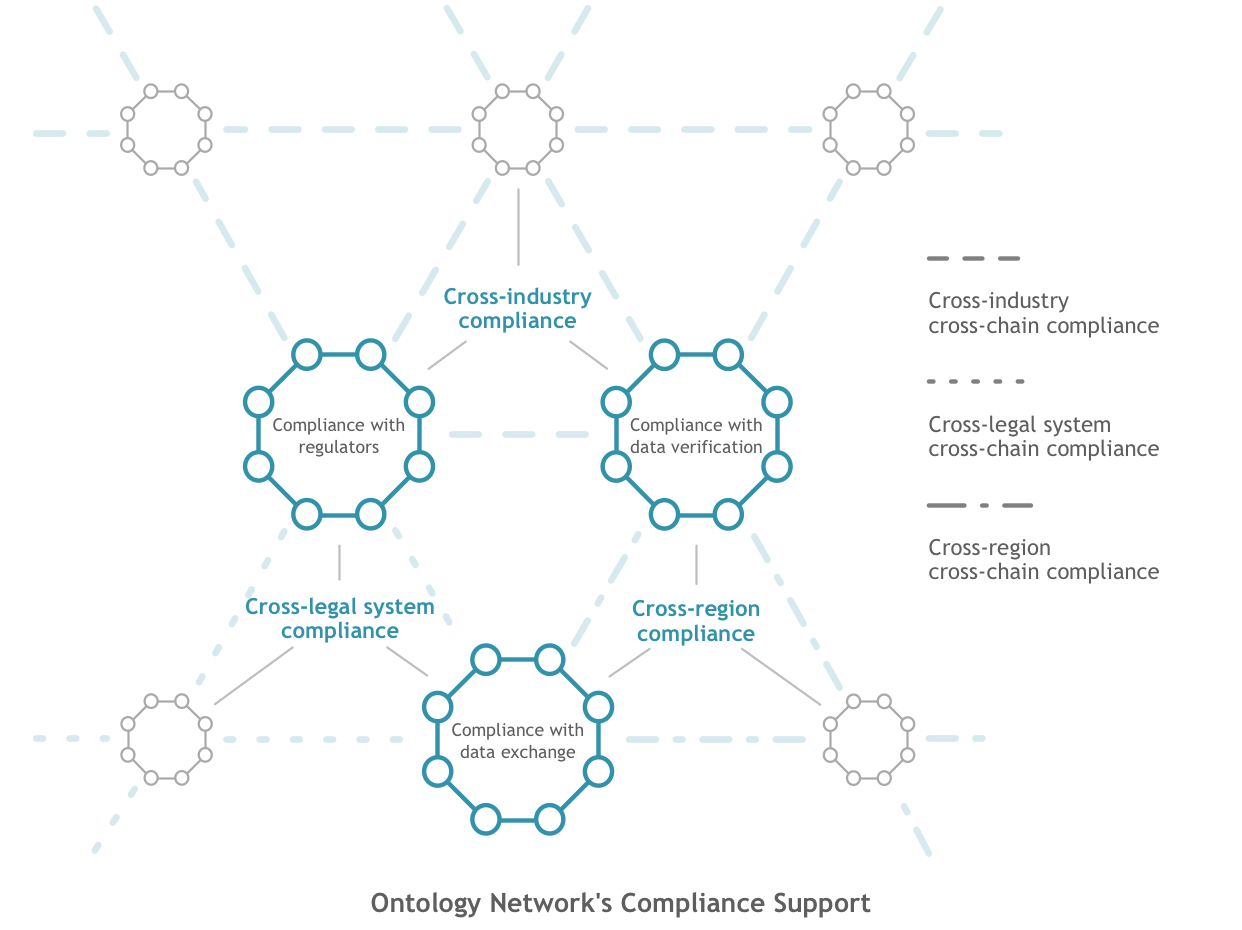 Cross-industry
compliance
Cross-industry
cross-chain compliance
Compliance with
regulators
Compliance with
data verification
Cross-legal system
cross-chain compliance
Cross-region
cross-chain compliance
Cross-legal system
compliance
Cross-region
compliance
Compliance with
data exchange
Ontology Network's Compliance Support